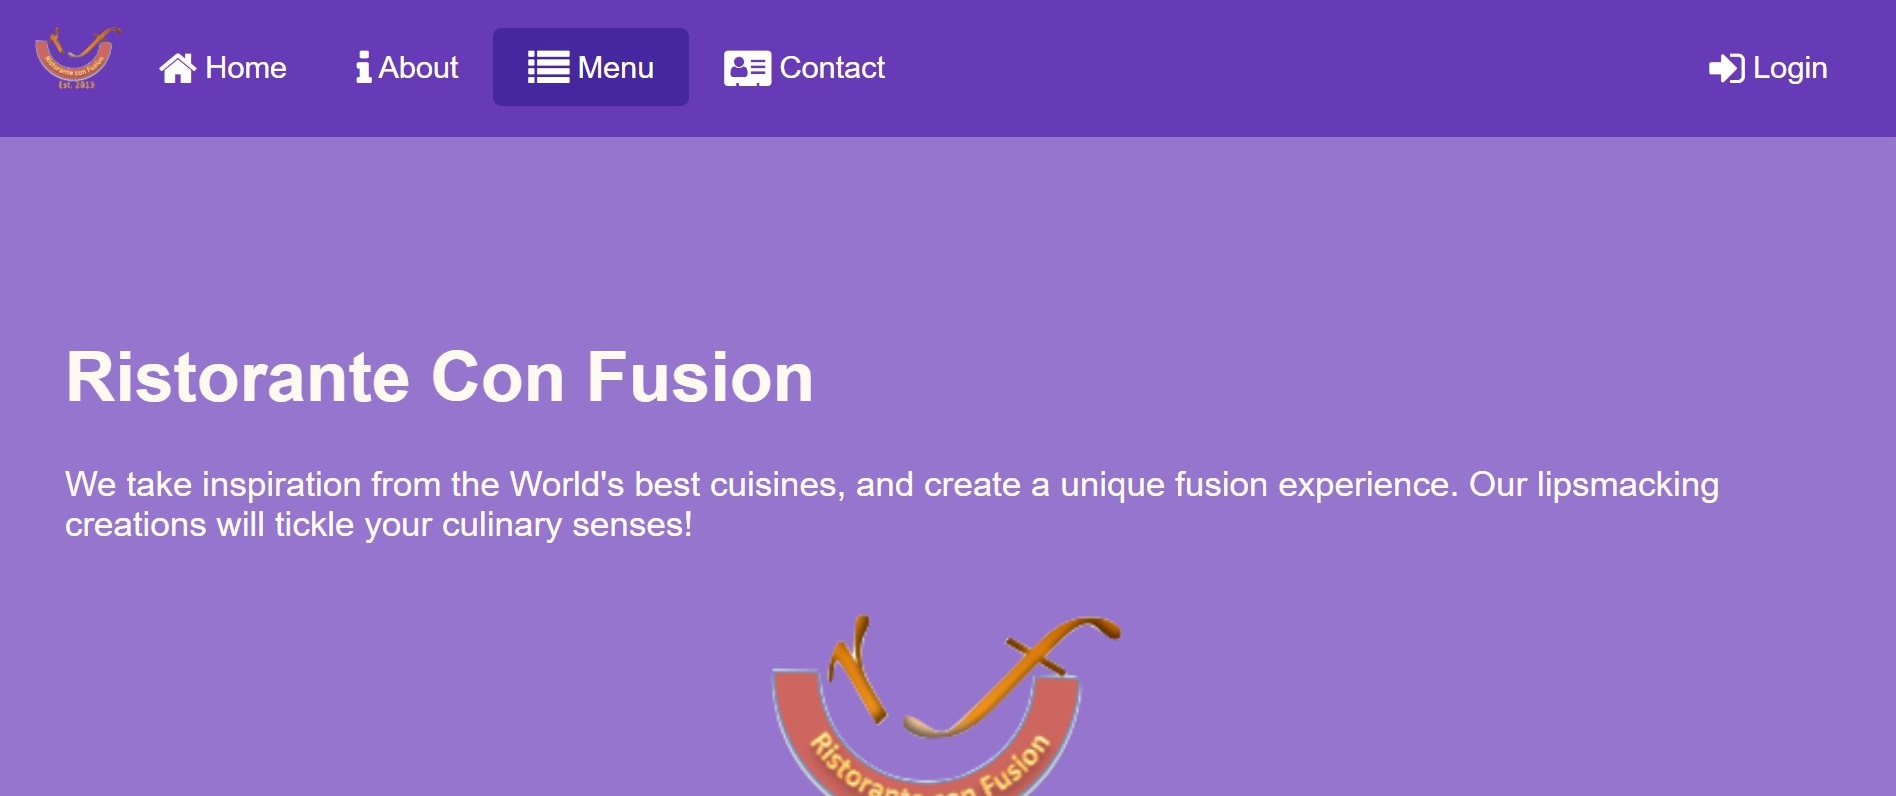 Ristorante con Fusion
Est. 2019
Home
About
Menu
Contact
Login
Ristorante Con Fusion
We take inspiration from the World's best cuisines, and create a unique fusion experience. Our lipsmacking
creations will tickle your culinary senses!
Ristorante con Fusion